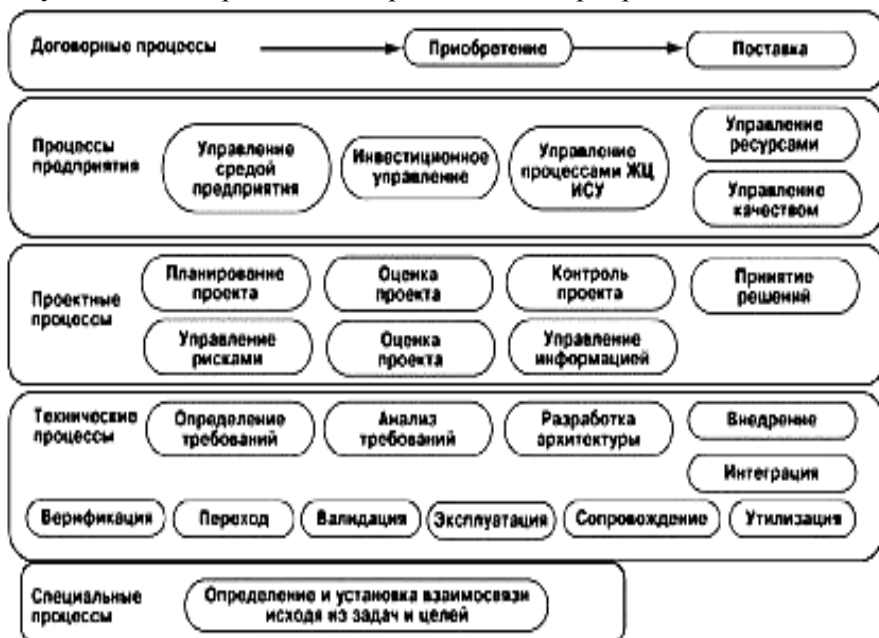 Договорные процессы
Приобретение
Поставка
Процессы
предприятия
Управление
средой
предприятия
Инвестиционное
управление
Управление
процессами ЖЦ
ИСУ
Управление
ресурсами
Управление
качеством
Проектные
процессы
Планирование
проекта
Оценка
проекта
Контроль
проекта
Принятие
решений
Управление
рисками
Оценка
проекта
Управление
информацией
Технические
процессы
Определение
требований
Анализ
требований
Разработка
архитектуры
Внедрение
Интеграция
Верификация
Переход
Валидация
Эксплуатация
Сопровождение
Утилизация
Специальные
процессы
Определение и установка взаимосвязи
исходя из задач и целей